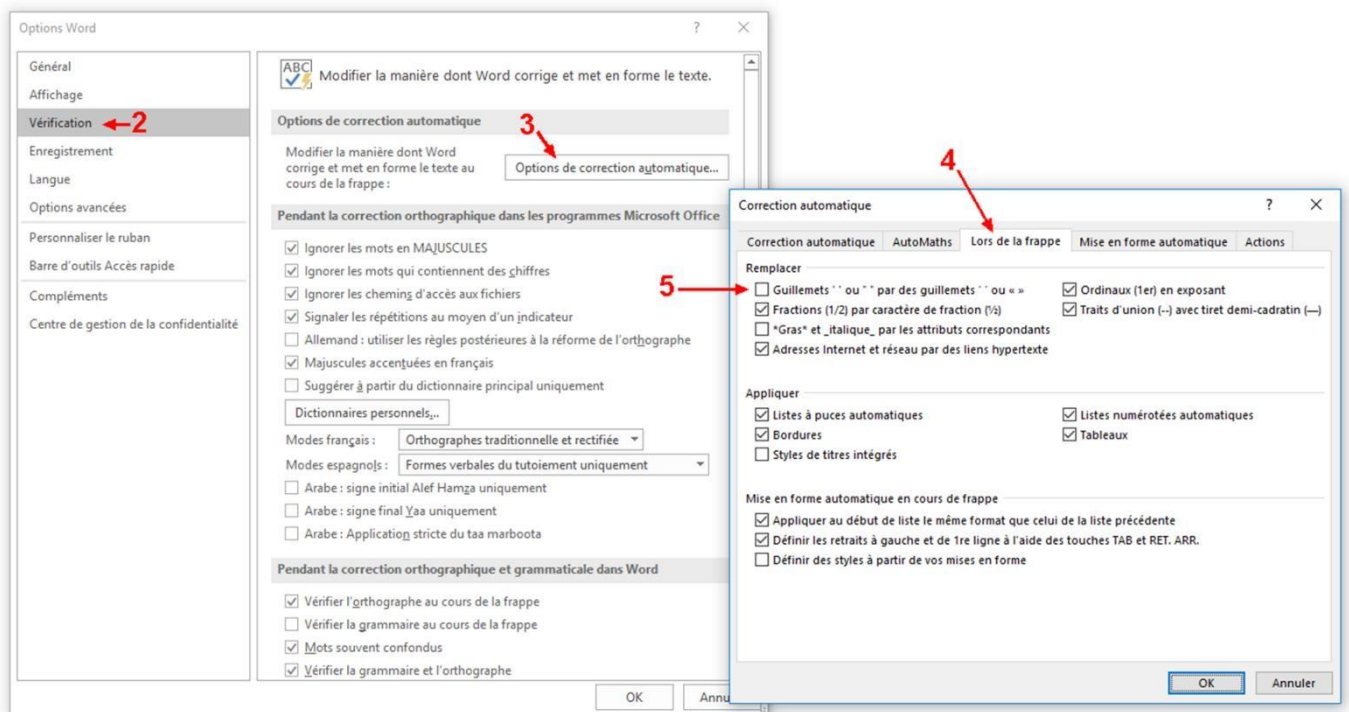 Options Word
?
Général
Affichage
Vérification
2
Enregistrement
Langue
Options avancées
Personnaliser le ruban
Barre d'outils Accès rapide
Compléments
Centre de gestion de la confidentialité
ABC
Modifier la manière dont Word corrige et met en forme le texte.
Options de correction automatique
3
Modifier la manière dont Word
corrige et met en forme le texte au
cours de la frappe :
Options de correction automatique...
Pendant la correction orthographique dans les programmes Microsoft Office
Ignorer les mots en MAJUSCULES
Ignorer les mots qui contiennent des chiffres
Ignorer les chemins d'accès aux fichiers
Signaler les répétitions au moyen d'un indicateur
Allemand : utiliser les règles postérieures à la réforme de l'orthographe
Majuscules accentuées en français
Suggérer à partir du dictionnaire principal uniquement
Dictionnaires personnels...
Modes français : Orthographes traditionnelle et rectifiée
Modes espagnols : Formes verbales du tutoiement uniquement
Arabe : signe initial Alef Hamza uniquement
Arabe : signe final Yaa uniquement
Arabe : Application stricte du taa marboota
Pendant la correction orthographique et grammaticale dans Word
Vérifier l'orthographe au cours de la frappe
Vérifier la grammaire au cours de la frappe
Mots souvent confondus
Vérifier la grammaire et l'orthographe
OK
Annu
4
Correction automatique
?
Correction automatique
AutoMaths
Lors de la frappe
Mise en forme automatique
Actions
Remplacer
5
Guillemets ' ' ou " " par des guillemets ' ' ou « »
Ordinaux (1er) en exposant
Fractions (1/2) par caractère de fraction (½)
Traits d'union (--) avec tiret demi-cadratin (—)
*Gras* et _italique_ par les attributs correspondants
Adresses Internet et réseau par des liens hypertexte
Appliquer
Listes à puces automatiques
Listes numérotées automatiques
Bordures
Tableaux
Styles de titres intégrés
Mise en forme automatique en cours de frappe
Appliquer au début de liste le même format que celui de la liste précédente
Définir les retraits à gauche et de 1re ligne à l'aide des touches TAB et RET. ARR.
Définir des styles à partir de vos mises en forme
OK
Annuler